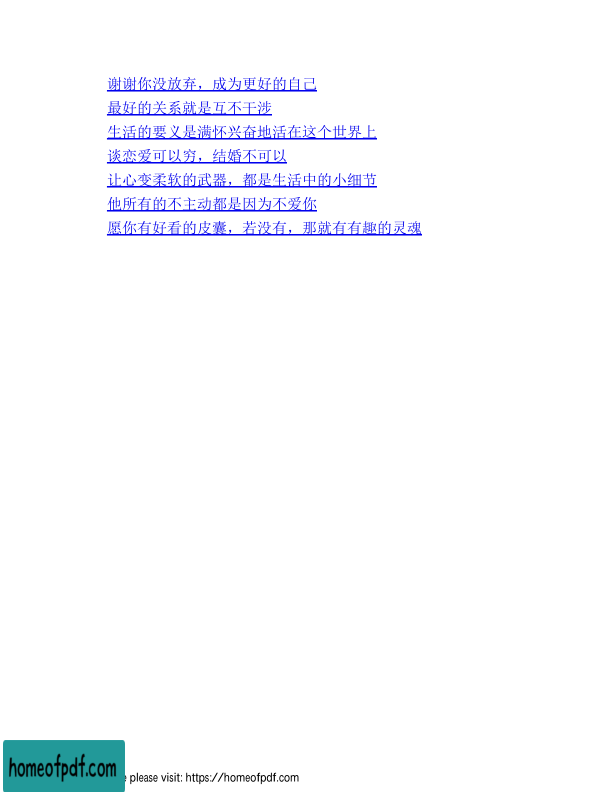 谢谢你没放弃，成为更好的自己
最好的关系就是互不干涉
生活的要义是满怀兴奋地活在这个世界上
谈恋爱可以穷，结婚不可以
让心变柔软的武器，都是生活中的小细节
他所有的不主动都是因为不爱你
愿你有好看的皮囊，若没有，那就有有趣的灵魂
homeofpdf.com
please visit: https://homeofpdf.com